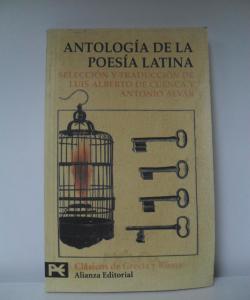 ANTOLOGÍA DE LA
POESÍA LATINA
SELECCIÓN Y TRADUCCIÓN DE
LUIS ALBERTO DE CUENCA Y
ANTONIO ALVAR
Clásicos de Grecia y Roma
Alianza Editorial